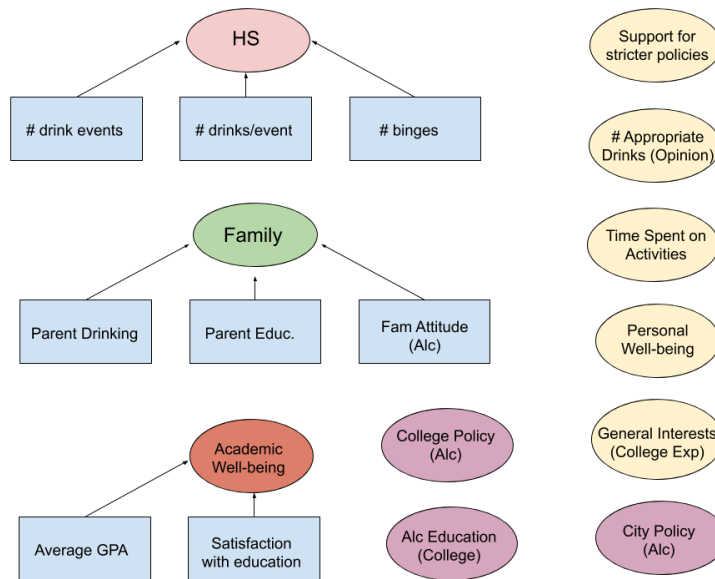 HS
# drink events
# drinks/event
# binges
Family
Parent Drinking
Parent Educ.
Fam Attitude
(Alc)
Academic
Well-being
Average GPA
Satisfaction
with education
College Policy
(Alc)
Alc Education
(College)
Support for
stricter policies
# Appropriate
Drinks (Opinion)
Time Spent on
Activities
Personal
Well-being
General Interests
(College Exp)
City Policy
(Alc)